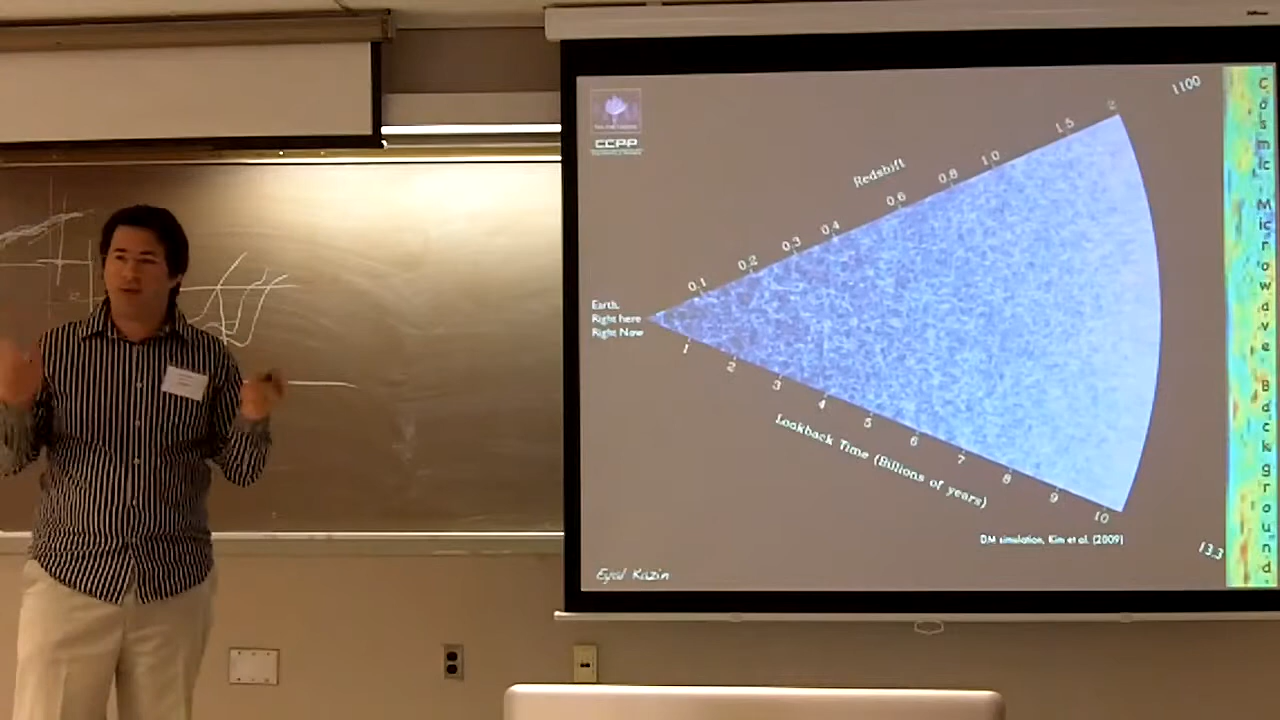 CCPP
Redshift
0.1
0.2
0.3
0.4
0.6
0.8
1.0
1.5
2
1100
Earth,
Right here
Right Now
1
2
3
4
5
6
7
8
9
10
13.3
Lookback Time (Billions of years)
DM simulation, Kim et al. (2009)
Eyal Kazin
Cosmic Microwave Background